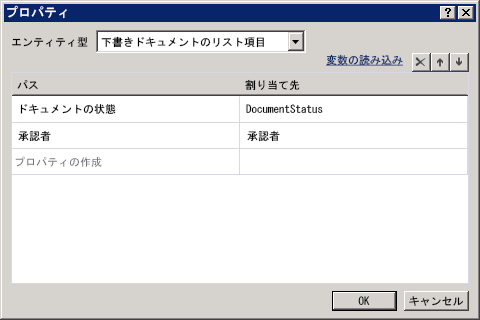 プロパティ
エンティティ型 下書きドキュメントのリスト項目
変数の読み込み
パス 割り当て先
ドキュメントの状態 DocumentStatus
承認者 承認者
プロパティの作成
OK キャンセル